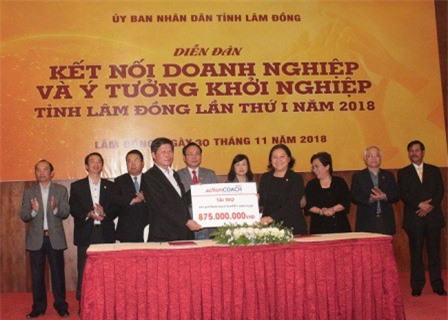 ỦY BAN NHÂN DÂN TỈNH LÂM ĐỒNG
DIỄN ĐÀN
KẾT NỐI DOANH NGHIỆP
VÀ Ý TƯỞNG KHỞI NGHIỆP
TỈNH LÂM ĐỒNG LẦN THỨ I NĂM 2018
LÂM ĐỒNG, NGÀY 30 THÁNG 11 NĂM 2018
ActionCOACH
TÀI TRỢ
875.000.000 VNĐ